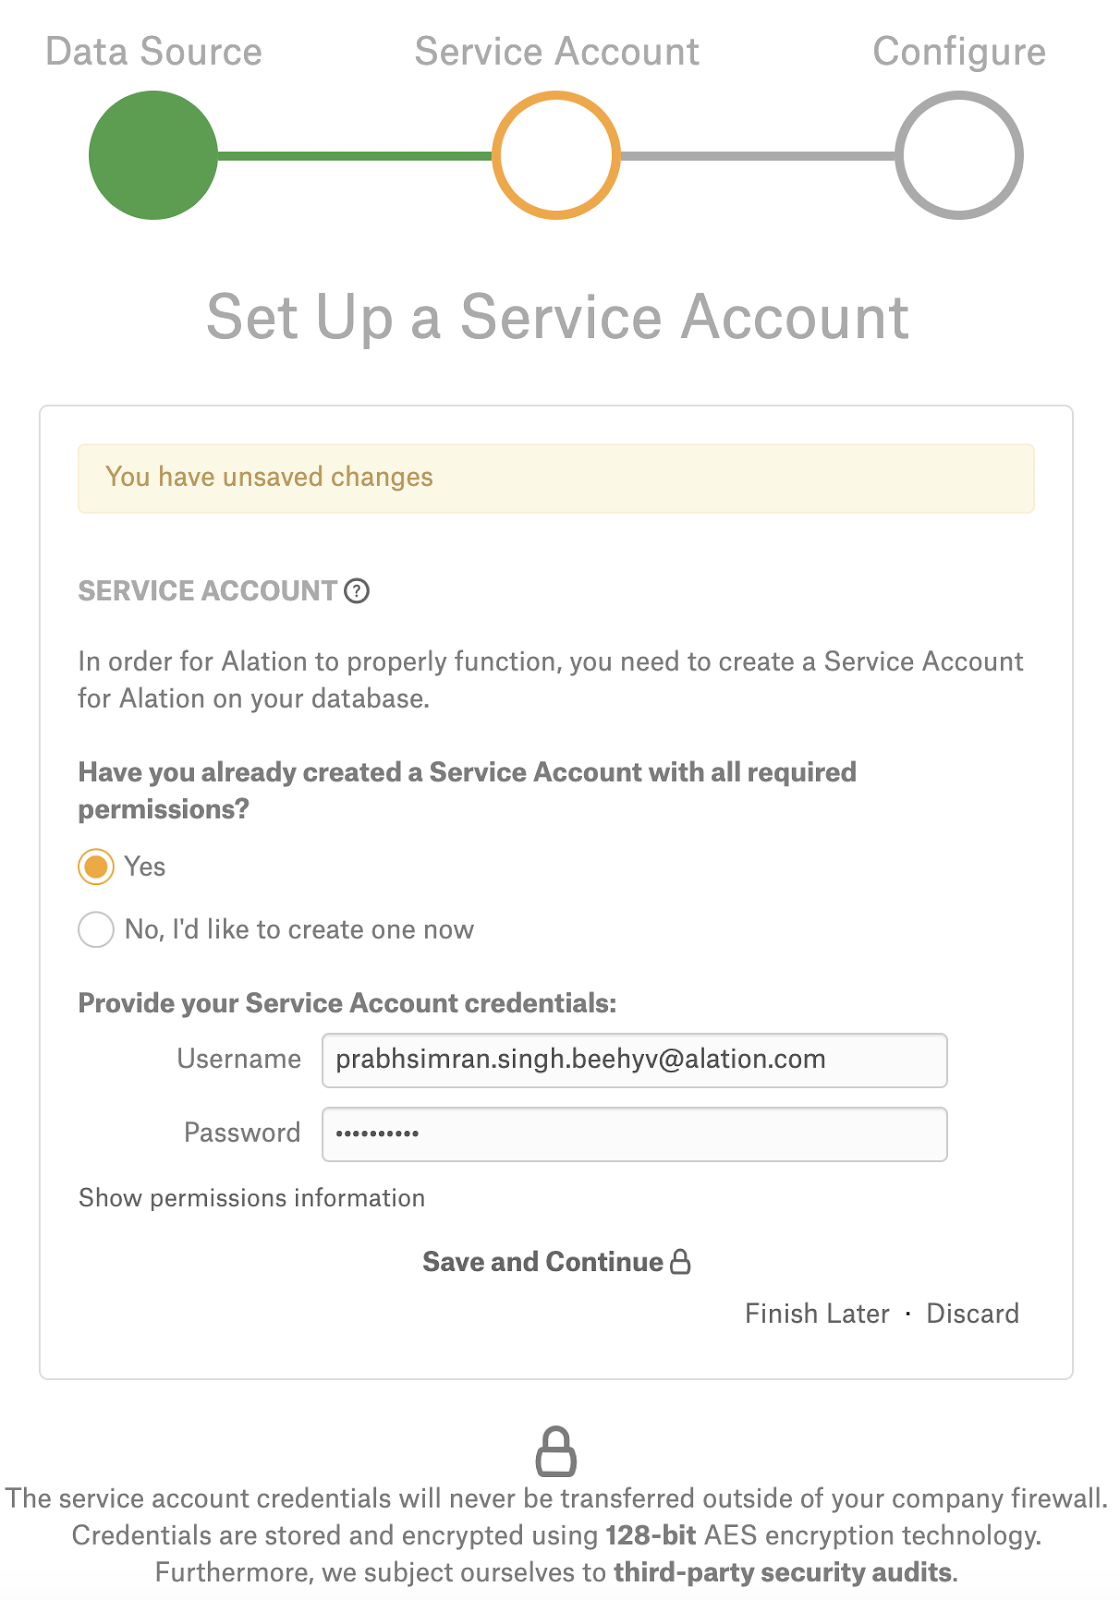 Data Source
Service Account
Configure
Set Up a Service Account
You have unsaved changes
SERVICE ACCOUNT ?
In order for Alation to properly function, you need to create a Service Account
for Alation on your database.
Have you already created a Service Account with all required
permissions?
Yes
No, I'd like to create one now
Provide your Service Account credentials:
Username prabhsimran.singh.beehyv@alation.com
Password ••••••••••
Show permissions information
Save and Continue
Finish Later · Discard
The service account credentials will never be transferred outside of your company firewall.
Credentials are stored and encrypted using 128-bit AES encryption technology.
Furthermore, we subject ourselves to third-party security audits.